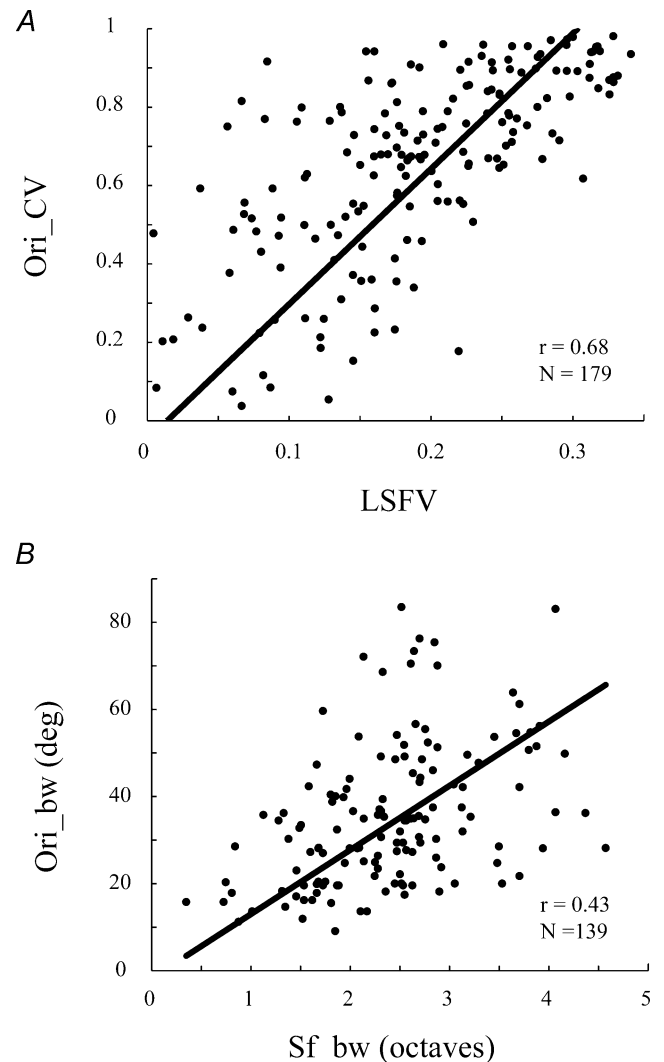 A
1
0.8
0.6
0.4
0.2
0
Ori_CV
r = 0.68
N = 179
0 0.1 0.2 0.3
LSFV
B
80
60
40
20
0
Ori_bw (deg)
r = 0.43
N =139
0 1 2 3 4 5
Sf_bw (octaves)